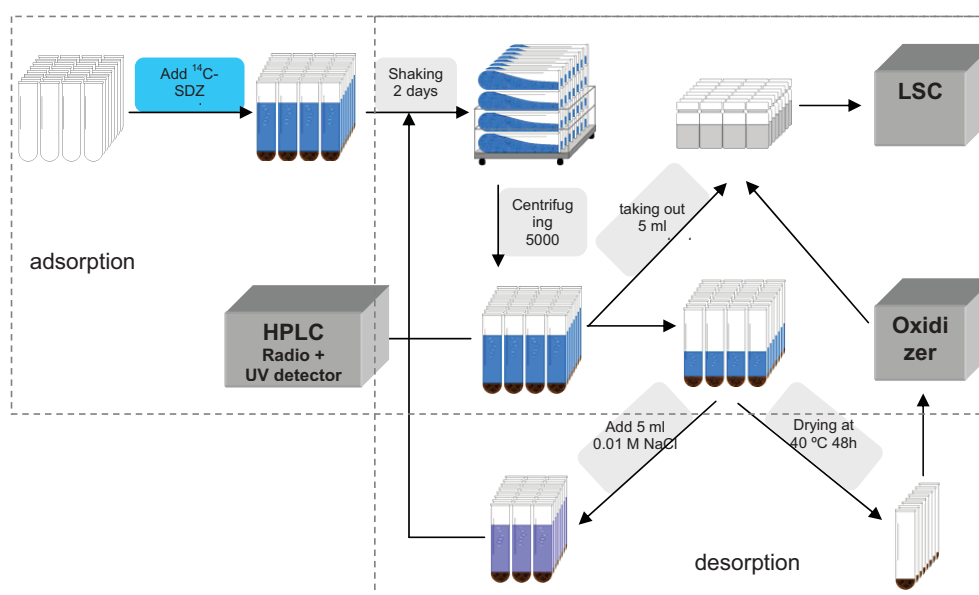 Add ¹⁴C-
SDZ
Shaking
2 days
LSC
Centrifug
ing
5000
taking out
5 ml
adsorption
HPLC
Radio +
UV detector
Oxidi
zer
Add 5 ml
0.01 M NaCl
Drying at
40 ºC 48h
desorption